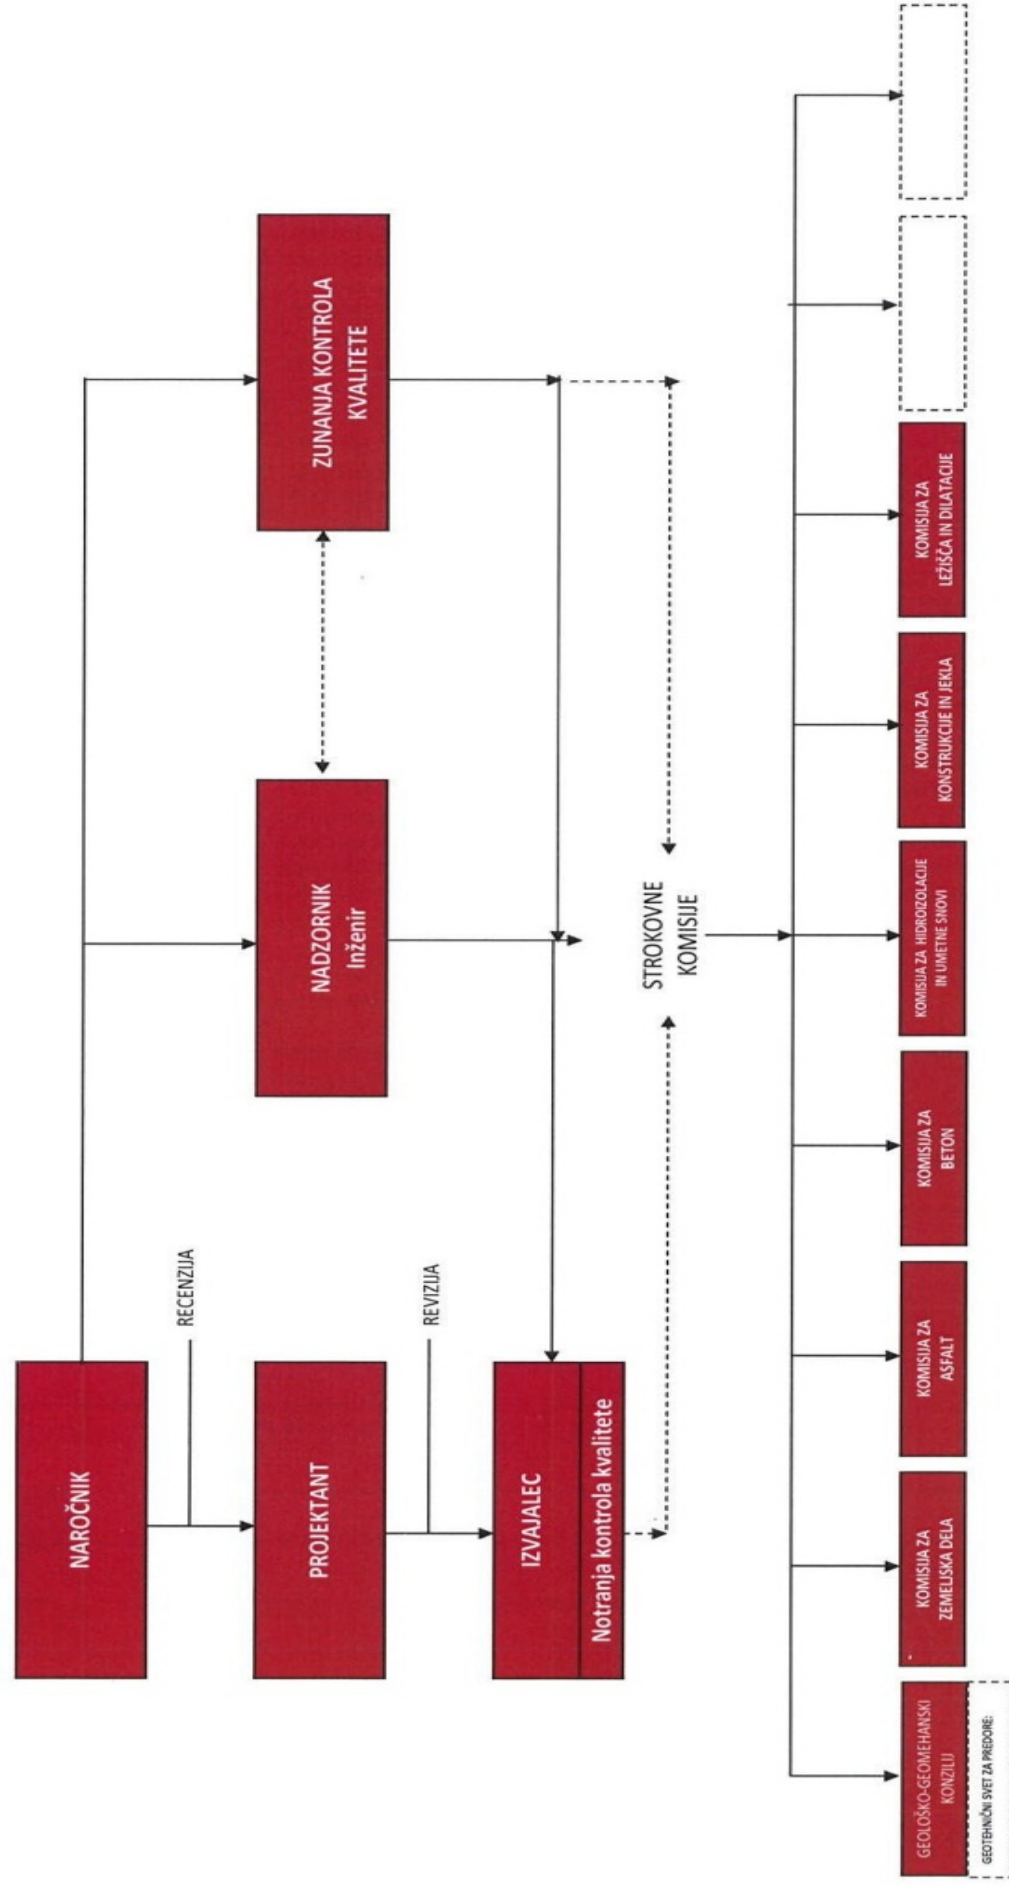 NAROČNIK
RECENZIJA
PROJEKTANT
REVIZIJA
IZVAJALEC
Notranja kontrola kvalitete
NADZORNIK
Inženir
ZUNANJA KONTROLA
KVALITETE
STROKOVNE
KOMISIJE
GEOLOŠKO-GEOMEHANSKI
KONZILIJ
GEOTEHNIČNI SVET ZA PREDORE:
KOMISIJA ZA
ZEMELJSKA DELA
KOMISIJA ZA
ASFALT
KOMISIJA ZA
BETON
KOMISIJA ZA HIDROIZOLACIJE
IN UMETNE SNOVI
KOMISIJA ZA
KONSTRUKCIJE IN JEKLA
KOMISIJA ZA
LEŽIŠČA IN DILATACIJE